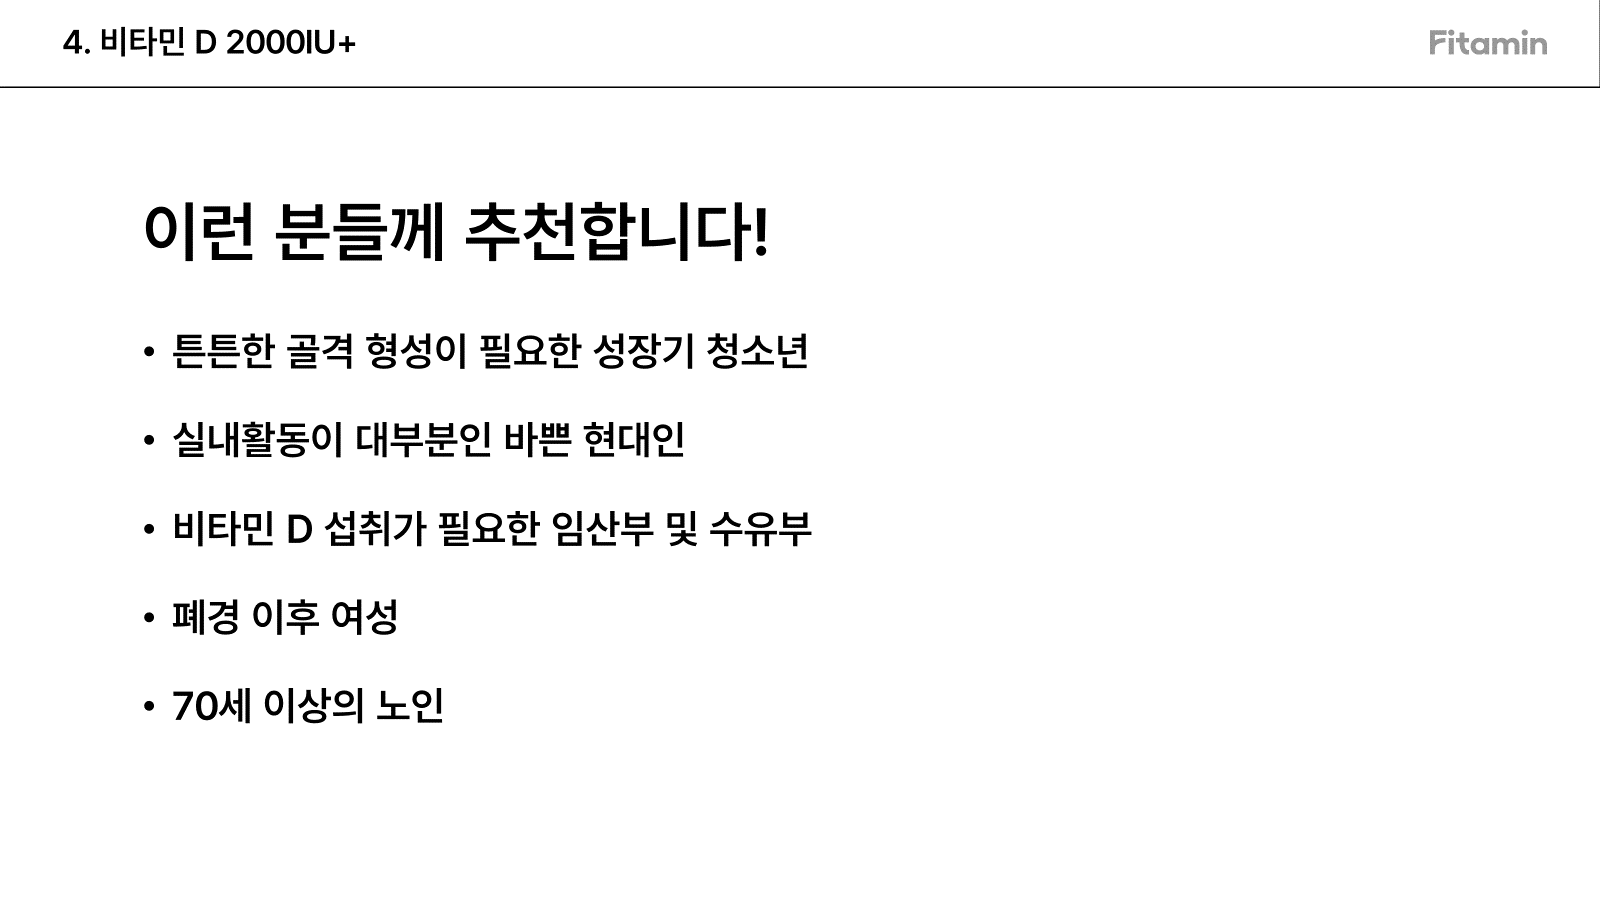 4. 비타민 D 2000IU+
Fitamin
이런 분들께 추천합니다!
• 튼튼한 골격 형성이 필요한 성장기 청소년
• 실내활동이 대부분인 바쁜 현대인
• 비타민 D 섭취가 필요한 임산부 및 수유부
• 폐경 이후 여성
• 70세 이상의 노인